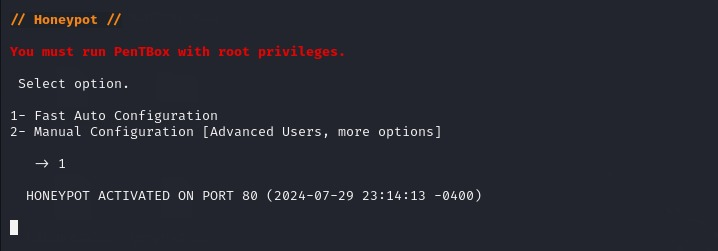 // Honeypot //
You must run PenTBox with root privileges.
Select option.
1- Fast Auto Configuration
2- Manual Configuration [Advanced Users, more options]
-> 1
HONEYPOT ACTIVATED ON PORT 80 (2024-07-29 23:14:13 -0400)